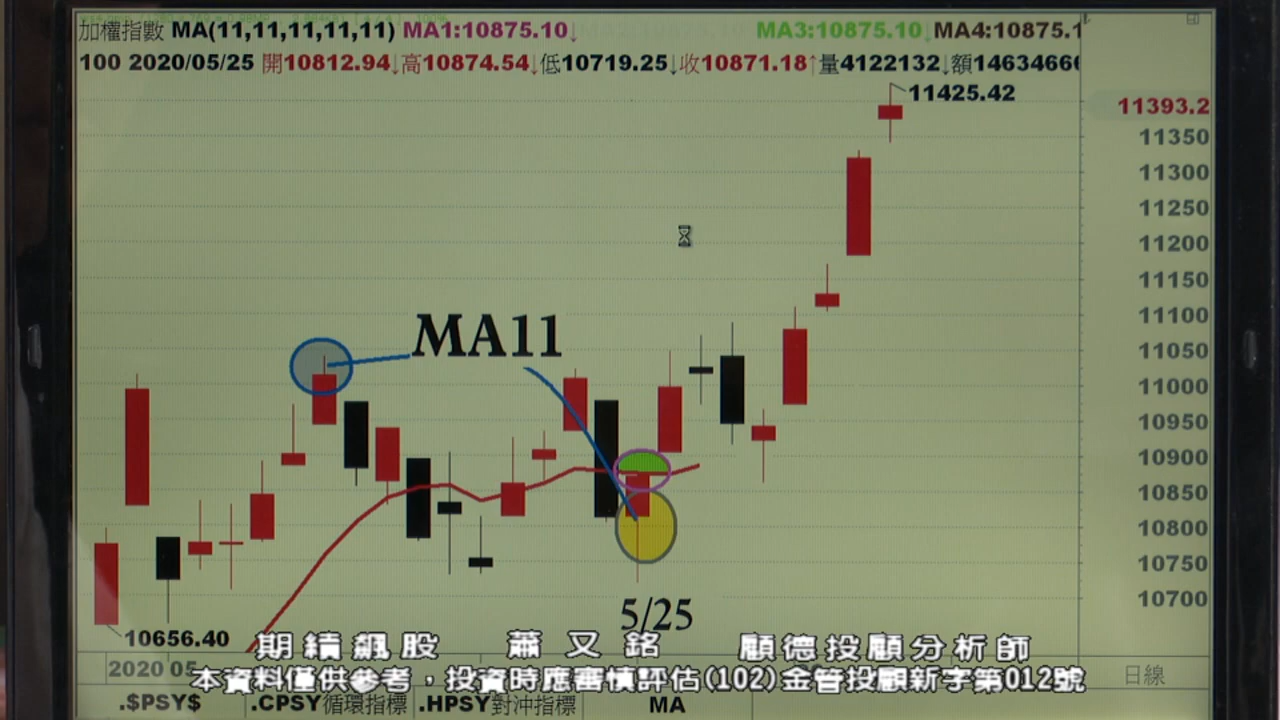 加權指數 MA(11,11,11,11,11) MA1:10875.10↓ MA3:10875.10↓ MA4:10875.1
100 2020/05/25 開10812.94↓高10874.54↓低10719.25↓收10871.18↑量4122132↓額1463466
11425.42
11393.2
11350
11300
11250
11200
11150
11100
11050
11000
10950
10900
10850
10800
10750
10700
MA11
5/25
10656.40
期續飆股 蕭又銘 顧德投顧分析師
2020 05
日線
本資料僅供參考，投資時應審慎評估(102)金管投顧新字第012號
.$PSY$ .CPSY循環指標 .HPSY對沖指標 MA